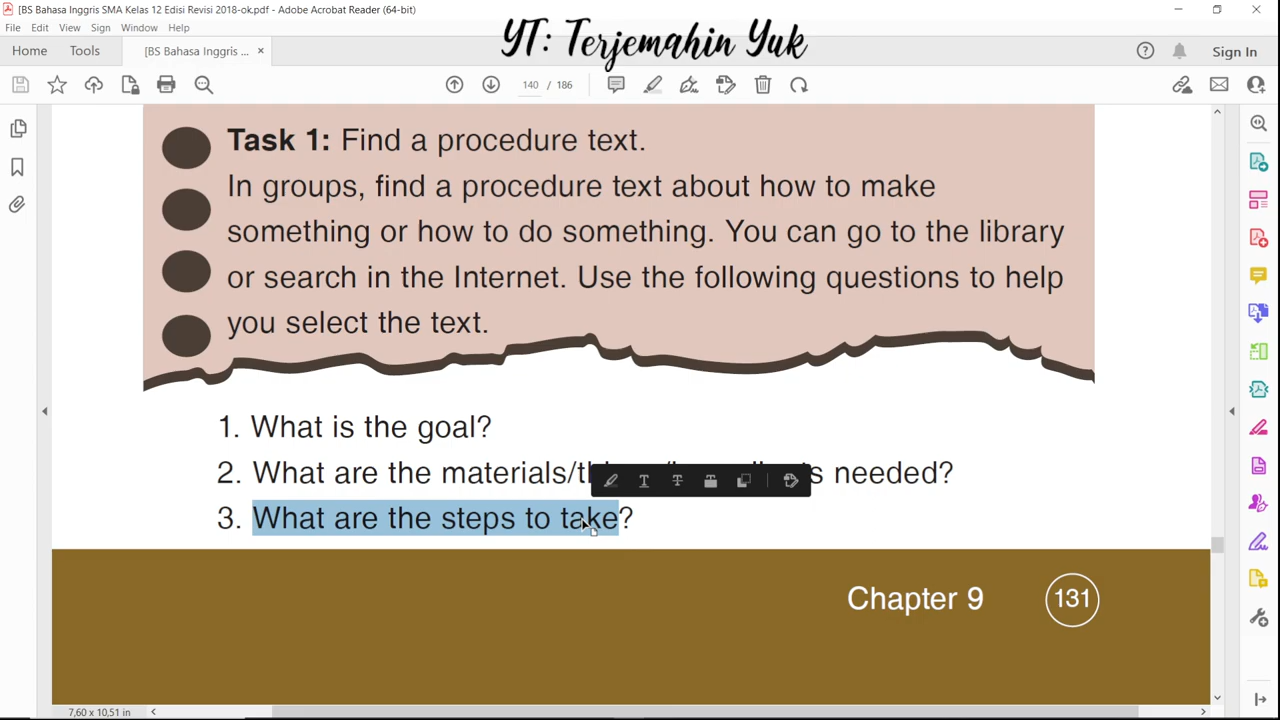 [BS Bahasa Inggris SMA Kelas 12 Edisi Revisi 2018-ok.pdf - Adobe Acrobat Reader (64-bit)
File Edit View Sign Window Help
YT: Terjemahin Yuk
Home Tools [BS Bahasa Inggris ... × Sign In
140 / 186
Task 1: Find a procedure text.
In groups, find a procedure text about how to make
something or how to do something. You can go to the library
or search in the Internet. Use the following questions to help
you select the text.
1. What is the goal?
2. What are the materials/ needed?
3. What are the steps to take?
Chapter 9 131
7,60 x 10,51 in